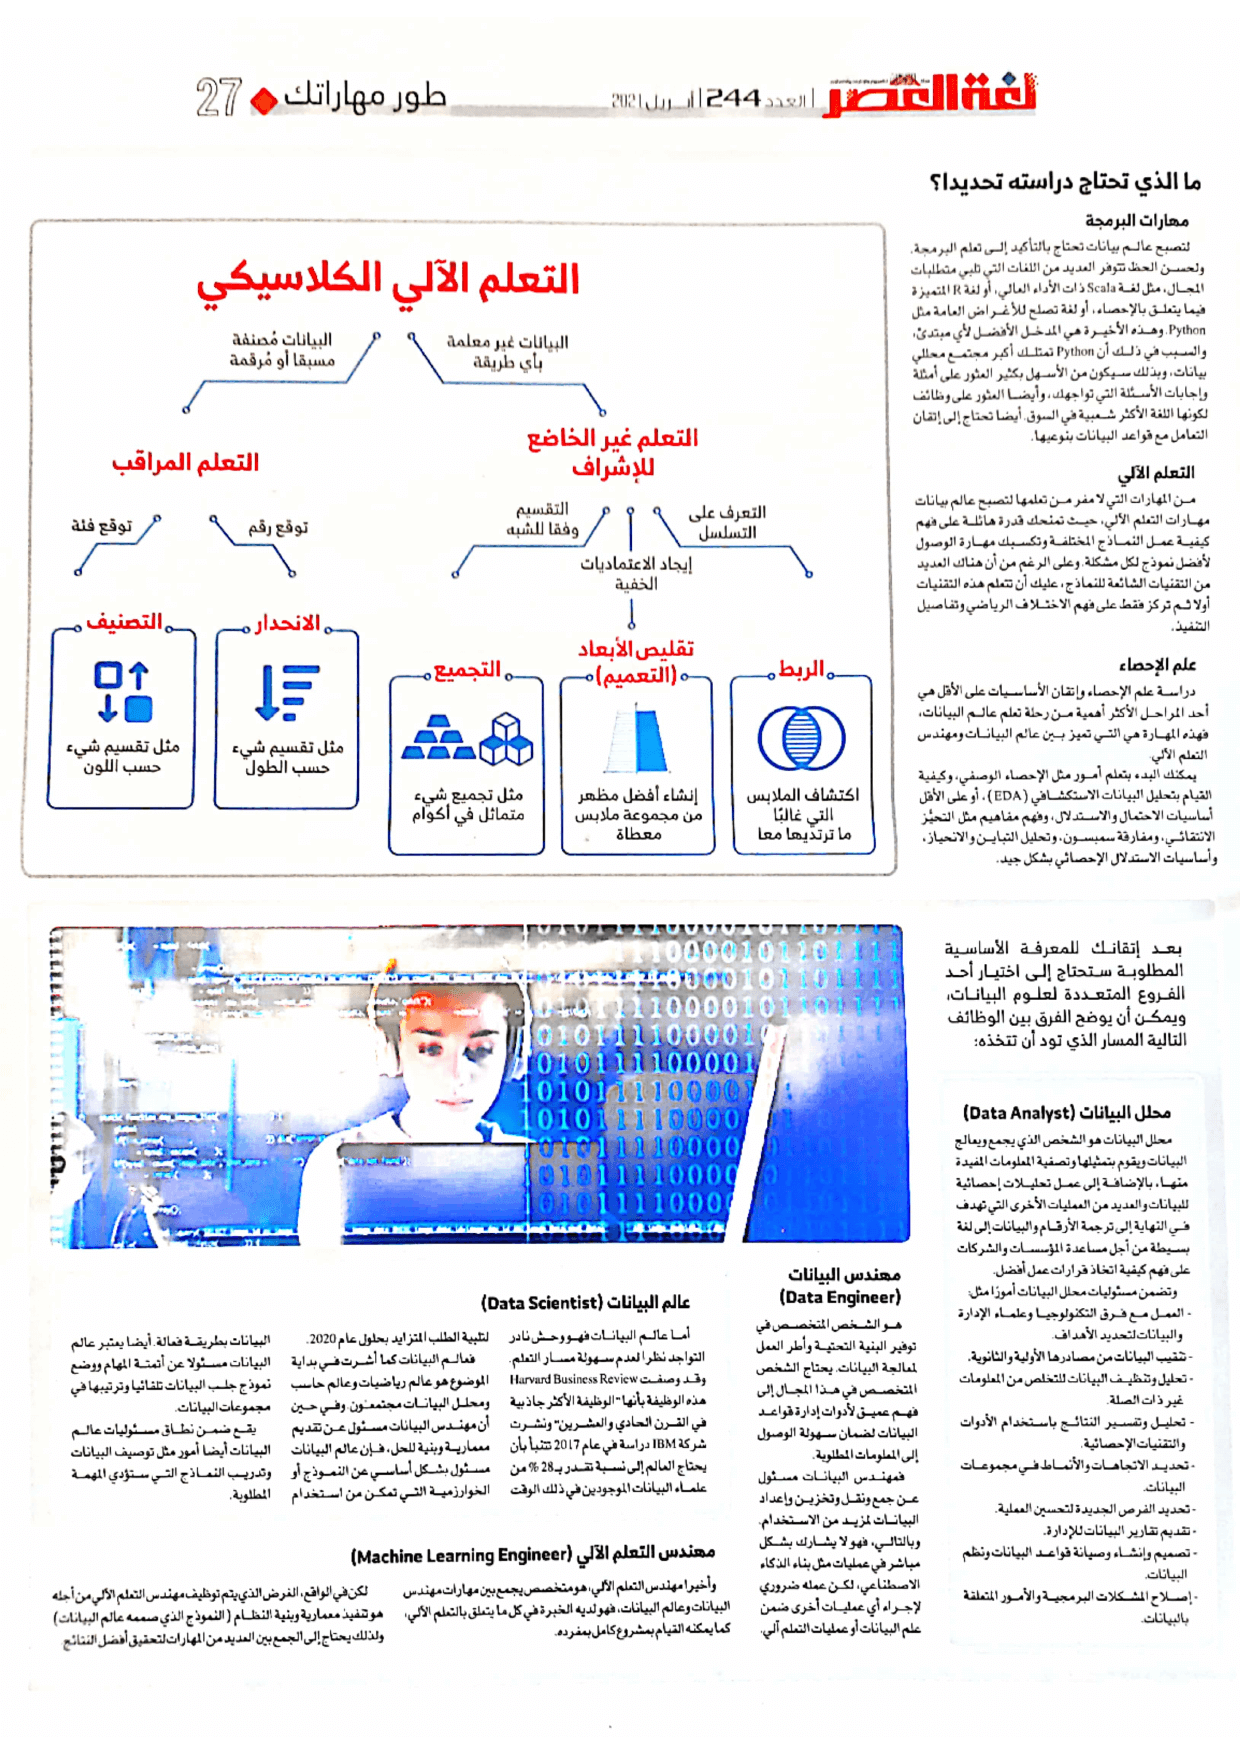 لغة العصر
العدد 244 | أبريل 2021
طور مهاراتك
27
ما الذي تحتاج دراسته تحديدا؟
مهارات البرمجة
لتصبح عالم بيانات تحتاج بالتأكيد إلى تعلم البرمجة.
ولحسن الحظ تتوفر العديد من اللغات التي تلبي متطلبات
المجال، مثل لغة Scala ذات الأداء العالي، أو لغة R المتميزة
فيما يتعلق بالإحصاء، أو لغة تصلح للأغراض العامة مثل
Python. وهذه الأخيرة هي المدخل الأفضل لأي مبتدئ،
والسبب في ذلك أن Python تمتلك أكبر مجتمع محللي
بيانات، وبذلك سيكون من الأسهل بكثير العثور على أمثلة
وإجابات الأسئلة التي تواجهك، وأيضا العثور على وظائف
لكونها اللغة الأكثر شعبية في السوق. أيضا تحتاج إلى إتقان
التعامل مع قواعد البيانات بنوعيها.
التعلم الآلي
من المهارات التي لا مفر من تعلمها لتصبح عالم بيانات
مهارات التعلم الآلي، حيث تمنحك قدرة هائلة على فهم
كيفية عمل النماذج المختلفة وتكسبك مهارة الوصول
لأفضل نموذج لكل مشكلة. وعلى الرغم من أن هناك العديد
من التقنيات الشائعة للنماذج، عليك أن تتعلم هذه التقنيات
أولا ثم تركز فقط على فهم الاختلاف الرياضي وتفاصيل
التنفيذ.
علم الإحصاء
دراسة علم الإحصاء وإتقان الأساسيات على الأقل هي
أحد المراحل الأكثر أهمية من رحلة تعلم عالم البيانات،
فهذه المهارة هي التي تميز بين عالم البيانات ومهندس
التعلم الآلي.
يمكنك البدء بتعلم أمور مثل الإحصاء الوصفي، وكيفية
القيام بتحليل البيانات الاستكشافي (EDA)، أو على الأقل
أساسيات الاحتمال والاستدلال، وفهم مفاهيم مثل التحيُّز
الانتقائي، ومفارقة سمبسون، وتحليل التباين والانحياز،
وأساسيات الاستدلال الإحصائي بشكل جيد.
التعلم الآلي الكلاسيكي
البيانات غير معلمة
بأي طريقة
البيانات مُصنفة
مسبقا أو مُرقمة
التعلم غير الخاضع
للإشراف
التعلم المراقب
التعرف على
التسلسل
إيجاد الاعتماديات
الخفية
التقسيم
وفقا للشبه
توقع رقم
توقع فئة
الربط
اكتشاف الملابس
التي غالبًا
ما ترتديها معا
تقليص الأبعاد
(التعميم)
إنشاء أفضل مظهر
من مجموعة ملابس
معطاة
التجميع
مثل تجميع شيء
متماثل في أكوام
الانحدار
مثل تقسيم شيء
حسب الطول
التصنيف
مثل تقسيم شيء
حسب اللون
بعد إتقانك للمعرفة الأساسية
المطلوبة ستحتاج إلى اختيار أحد
الفروع المتعددة لعلوم البيانات،
ويمكن أن يوضح الفرق بين الوظائف
التالية المسار الذي تود أن تتخذه:
محلل البيانات (Data Analyst)
محلل البيانات هو الشخص الذي يجمع ويعالج
البيانات ويقوم بتمثيلها وتصفية المعلومات المفيدة
منها، بالإضافة إلى عمل تحليلات إحصائية
للبيانات والعديد من العمليات الأخرى التي تهدف
في النهاية إلى ترجمة الأرقام والبيانات إلى لغة
بسيطة من أجل مساعدة المؤسسات والشركات
على فهم كيفية اتخاذ قرارات عمل أفضل.
وتتضمن مسئوليات محلل البيانات أمورًا مثل:
- العمل مع فرق التكنولوجيا وعلماء الإدارة
والبيانات لتحديد الأهداف.
- تنقيب البيانات من مصادرها الأولية والثانوية.
- تحليل وتنظيف البيانات للتخلص من المعلومات
غير ذات الصلة.
- تحليل وتفسير النتائج باستخدام الأدوات
والتقنيات الإحصائية.
- تحديد الاتجاهات والأنماط في مجموعات
البيانات.
- تحديد الفرص الجديدة لتحسين العملية.
- تقديم تقارير البيانات للإدارة.
- تصميم وإنشاء وصيانة قواعد البيانات ونظم
البيانات.
- إصلاح المشكلات البرمجية والأمور المتعلقة
بالبيانات.
مهندس البيانات
(Data Engineer)
هو الشخص المتخصص في
توفير البنية التحتية وأطر العمل
لمعالجة البيانات. يحتاج الشخص
المتخصص في هذا المجال إلى
فهم عميق لأدوات إدارة قواعد
البيانات لضمان سهولة الوصول
إلى المعلومات المطلوبة.
فمهندس البيانات مسئول
عن جمع ونقل وتخزين وإعداد
البيانات لمزيد من الاستخدام.
وبالتالي، فهو لا يشارك بشكل
مباشر في عمليات مثل بناء الذكاء
الاصطناعي، لكن عمله ضروري
لإجراء أي عمليات أخرى ضمن
علم البيانات أو عمليات التعلم آلي.
عالم البيانات (Data Scientist)
أما عالم البيانات فهو وحش نادر
التواجد نظرا لعدم سهولة مسار التعلم.
وقد وصفت Harvard Business Review
هذه الوظيفة بأنها "الوظيفة الأكثر جاذبية
في القرن الحادي والعشرين" ونشرت
شركة IBM دراسة في عام 2017 تتنبأ بأن
يحتاج العالم إلى نسبة تقدر بـ28 % من
علماء البيانات الموجودين في ذلك الوقت
لتلبية الطلب المتزايد بحلول عام 2020.
فعالم البيانات كما أشرت في بداية
الموضوع هو عالم رياضيات وعالم حاسب
ومحلل البيانات مجتمعون. وفي حين
أن مهندس البيانات مسئول عن تقديم
معمارية وبنية للحل، فإن عالم البيانات
مسئول بشكل أساسي عن النموذج أو
الخوارزمية التي تمكن من استخدام
البيانات بطريقة فعالة. أيضا يعتبر عالم
البيانات مسئولا عن أتمتة المهام ووضع
نموذج جلب البيانات تلقائيا وترتيبها في
مجموعات البيانات.
يقع ضمن نطاق مسئوليات عالم
البيانات أيضا أمور مثل توصيف البيانات
وتدريب النماذج التي ستؤدي المهمة
المطلوبة.
مهندس التعلم الآلي (Machine Learning Engineer)
وأخيرا مهندس التعلم الآلي، هو متخصص يجمع بين مهارات مهندس
البيانات وعالم البيانات، فهو لديه الخبرة في كل ما يتعلق بالتعلم الآلي،
كما يمكنه القيام بمشروع كامل بمفرده.
لكن في الواقع، الغرض الذي يتم توظيف مهندس التعلم الآلي من أجله
هو تنفيذ معمارية وبنية النظام (النموذج الذي صممه عالم البيانات)
ولذلك يحتاج إلى الجمع بين العديد من المهارات لتحقيق أفضل النتائج